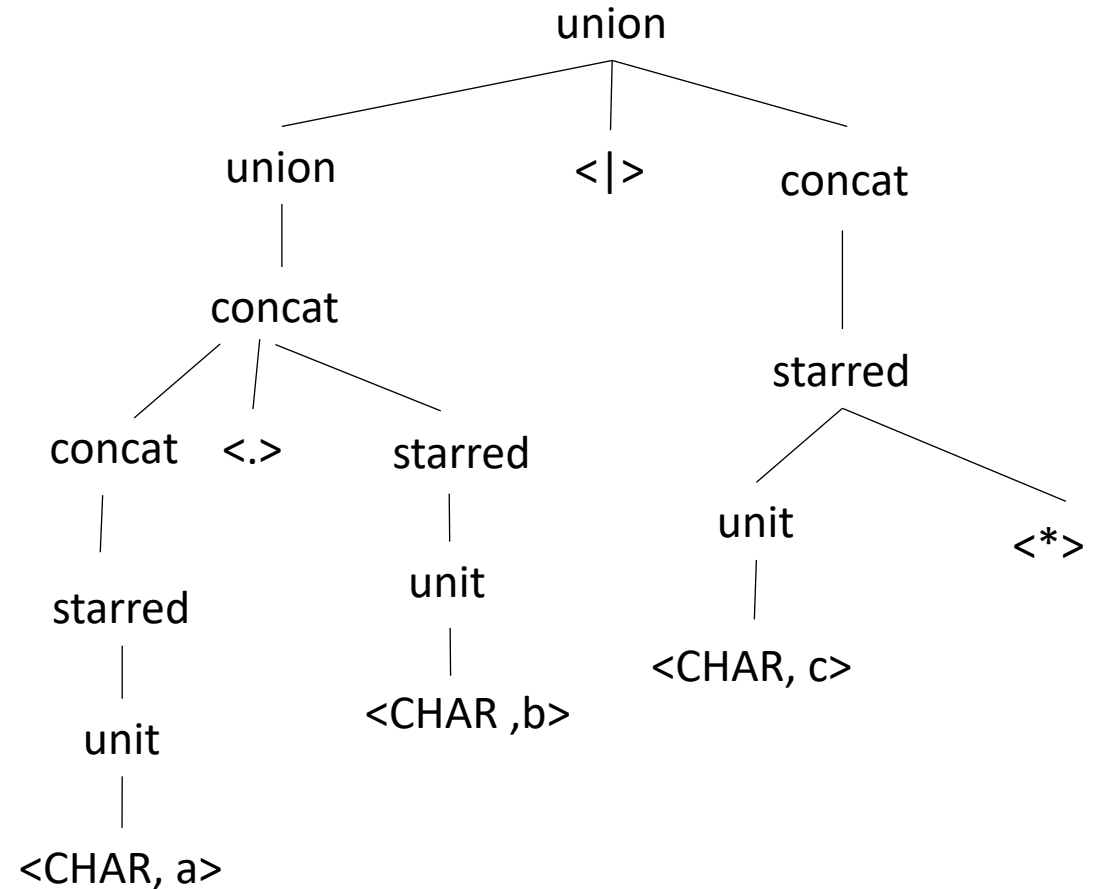 union
union
<|>
concat
concat
starred
concat
<.>
starred
unit
<*>
starred
unit
<CHAR, c>
<CHAR ,b>
unit
<CHAR, a>